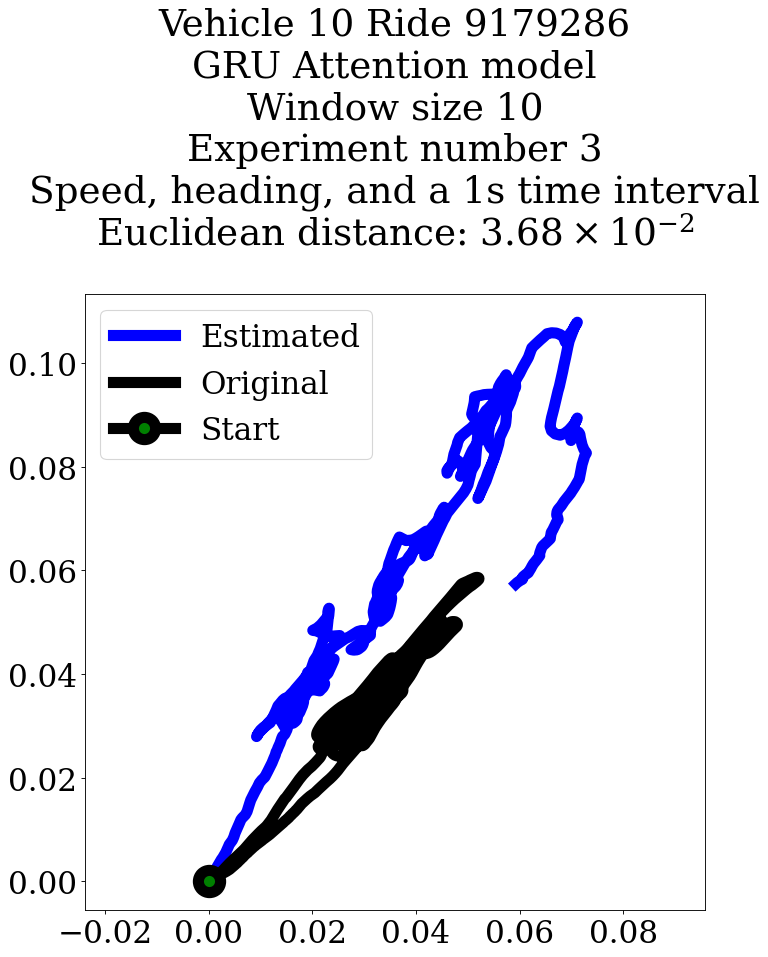 Vehicle 10 Ride 9179286
GRU Attention model
Window size 10
Experiment number 3
Speed, heading, and a 1s time interval
Euclidean distance: 3.68 × 10⁻²
Estimated
Original
Start
0.10
0.08
0.06
0.04
0.02
0.00
−0.02 0.00 0.02 0.04 0.06 0.08